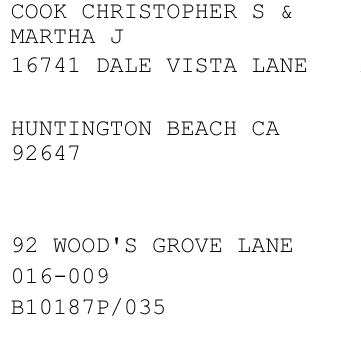 COOK CHRISTOPHER S &
MARTHA J
16741 DALE VISTA LANE
HUNTINGTON BEACH CA
92647
92 WOOD'S GROVE LANE
016-009
B10187P/035